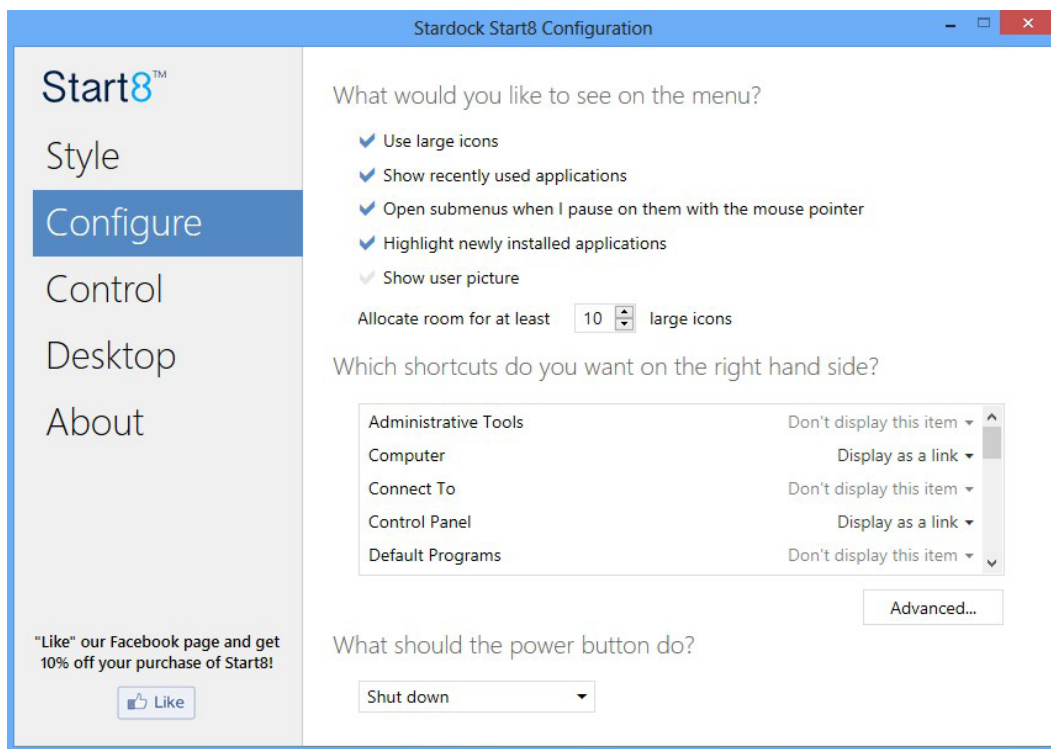 Stardock Start8 Configuration
Start8™
Style
Configure
Control
Desktop
About
"Like" our Facebook page and get
10% off your purchase of Start8!
Like
What would you like to see on the menu?
Use large icons
Show recently used applications
Open submenus when I pause on them with the mouse pointer
Highlight newly installed applications
Show user picture
Allocate room for at least 10 large icons
Which shortcuts do you want on the right hand side?
Administrative Tools Don't display this item
Computer Display as a link
Connect To Don't display this item
Control Panel Display as a link
Default Programs Don't display this item
Advanced...
What should the power button do?
Shut down